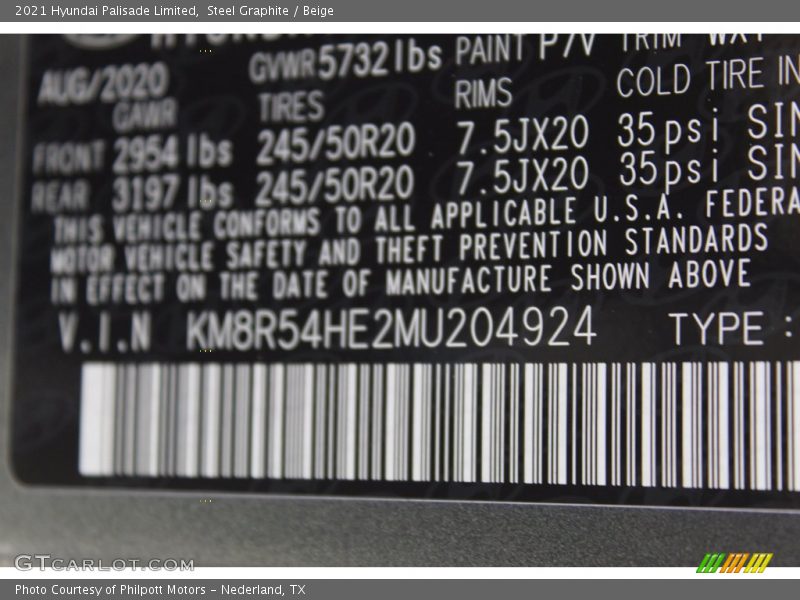 2021 Hyundai Palisade Limited,  Steel Graphite / Beige
GVWR 5732 lbs PAINT P/V TRIM
AUG/2020 COLD TIRE IN
GAWR TIRES RIMS
FRONT 2954 lbs 245/50R20 7.5JX20 35psi SIN
REAR 3197 lbs 245/50R20 7.5JX20 35psi SIN
THIS VEHICLE CONFORMS TO ALL APPLICABLE U.S.A. FEDERA
MOTOR VEHICLE SAFETY AND THEFT PREVENTION STANDARDS
IN EFFECT ON THE DATE OF MANUFACTURE SHOWN ABOVE
V.I.N KM8R54HE2MU204924 TYPE :
GTcarlot.com
Photo Courtesy of Philpott Motors – Nederland, TX